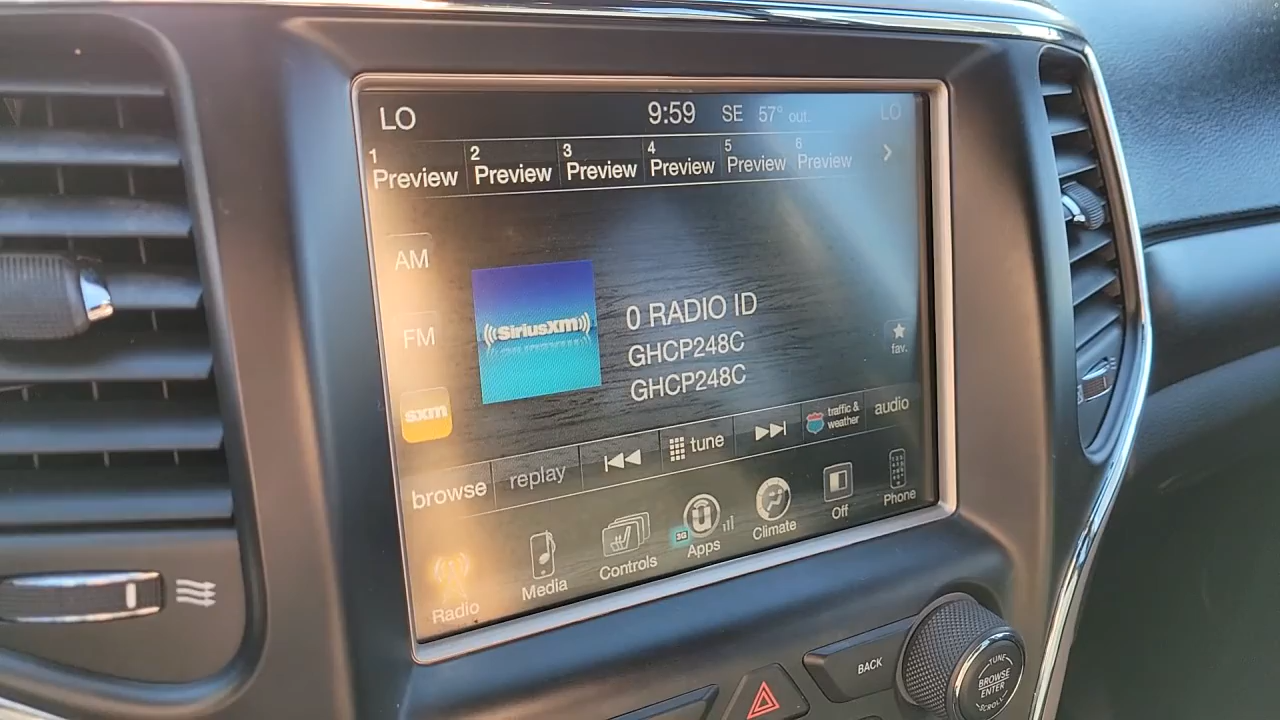 LO 9:59 SE 57° out. LO
1 2 3 4 5 6
Preview Preview Preview Preview Preview Preview
AM
FM
sxm
((SiriusXM))
0 RADIO ID
GHCP248C
GHCP248C
fav.
browse replay tune traffic & weather audio
Radio Media Controls 3G Apps Climate Off Phone
BACK
TUNE
BROWSE
ENTER
SCROLL